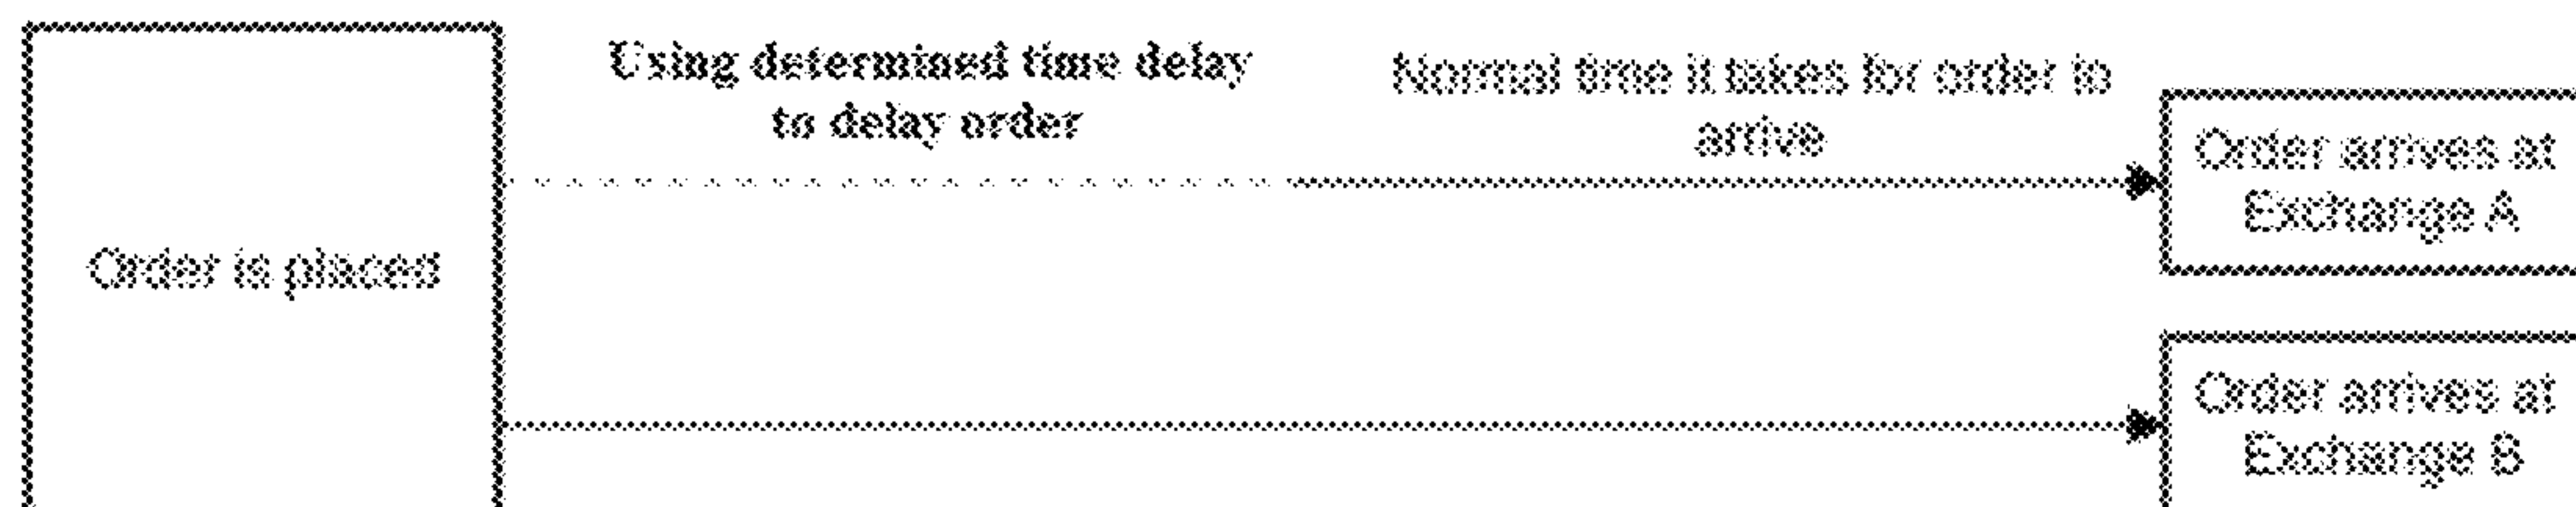 Using determined time delay
to delay order
Normal time it takes for order to
arrive
Order arrives at
Exchange A
Order is placed
Order arrives at
Exchange B